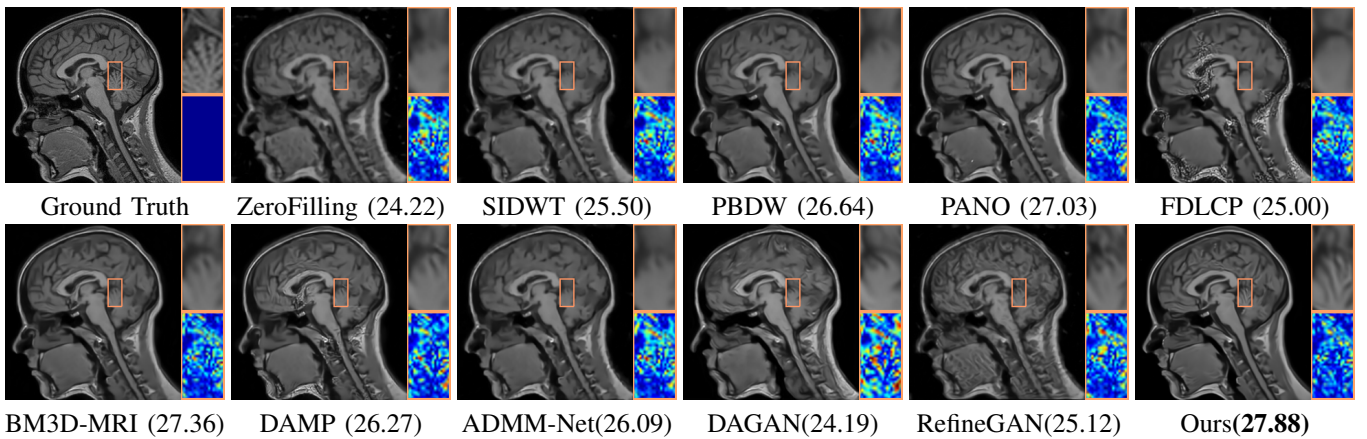 Ground Truth ZeroFilling (24.22) SIDWT (25.50) PBDW (26.64) PANO (27.03) FDLCP (25.00)
BM3D-MRI (27.36) DAMP (26.27) ADMM-Net(26.09) DAGAN(24.19) RefineGAN(25.12) Ours(27.88)